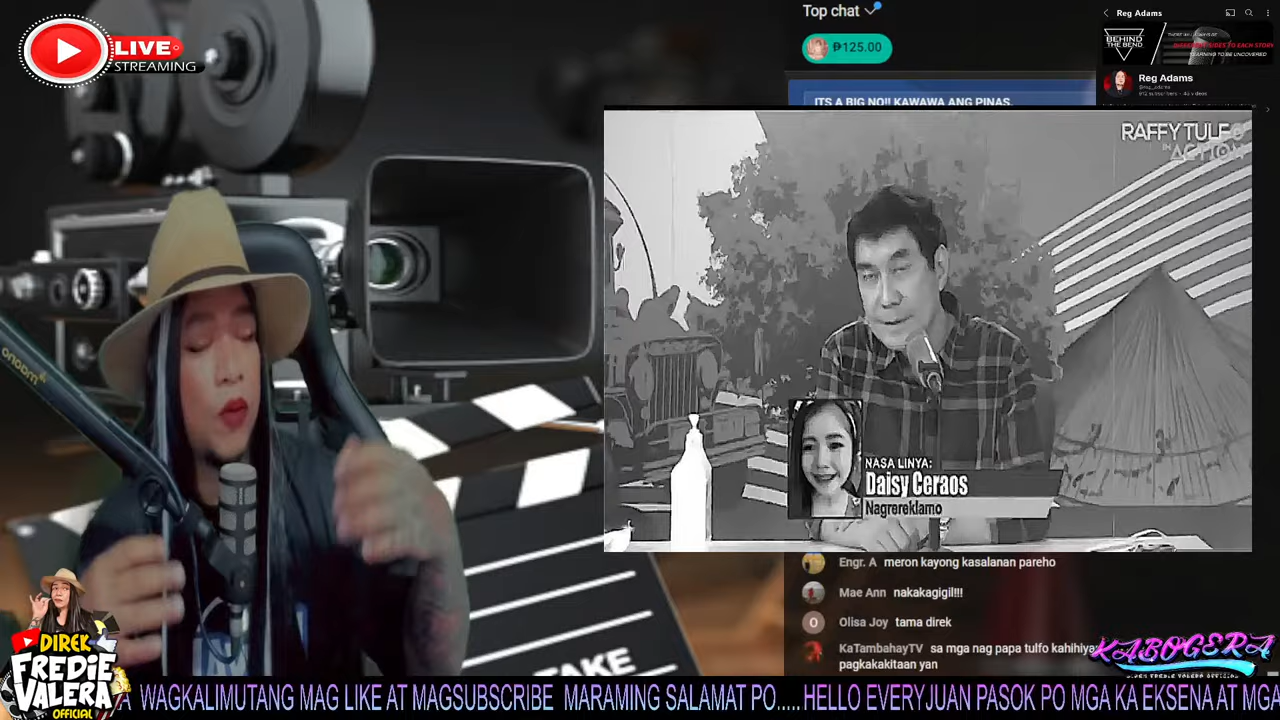 LIVE
STREAMING
Top chat
₱125.00
ITS A BIG NO!! KAWAWA ANG PINAS.
Reg Adams
BEHIND
THE BEND
Reg Adams
RAFFY TULFO
IN ACTION
NASA LINYA:
Daisy Ceraos
Nagrereklamo
maono
Engr. A meron kayong kasalanan pareho
Mae Ann nakakagigil!!!
O
Olisa Joy tama direk
KaTambahayTV sa mga nag papa tulfo kahihiya
pagkakakitaan yan
KABOGERA
TAKE
DIREK
FREDIE
VALERA
OFFICIAL
A WAGKALIMUTANG MAG LIKE AT MAGSUBSCRIBE MARAMING SALAMAT PO.....HELLO EVERYJUAN PASOK PO MGA KA EKSENA AT MGA